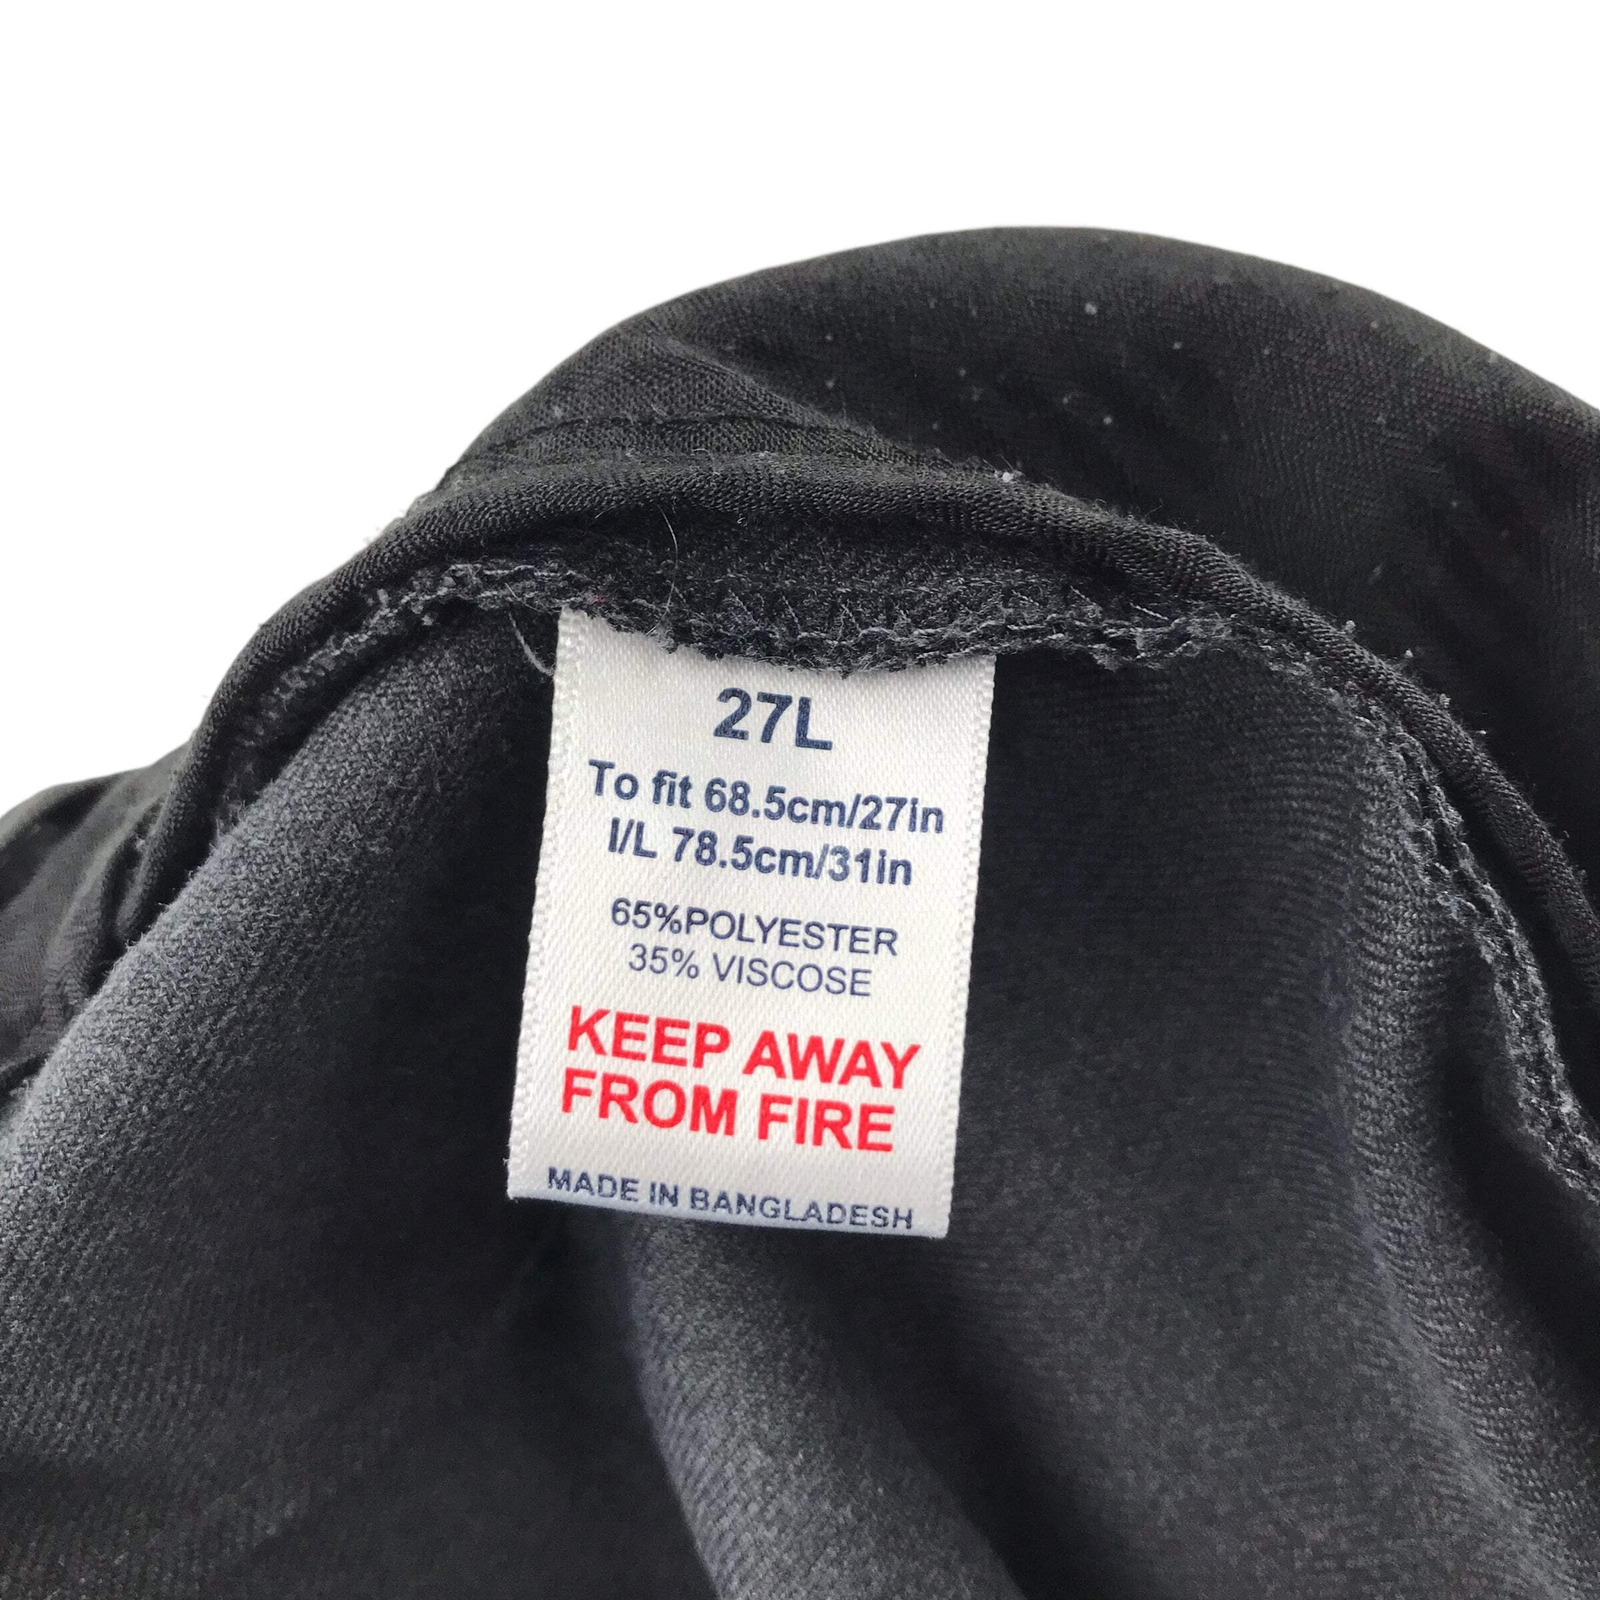 27L
To fit 68.5cm/27in
I/L 78.5cm/31in
65%POLYESTER
35% VISCOSE
KEEP AWAY
FROM FIRE
MADE IN BANGLADESH